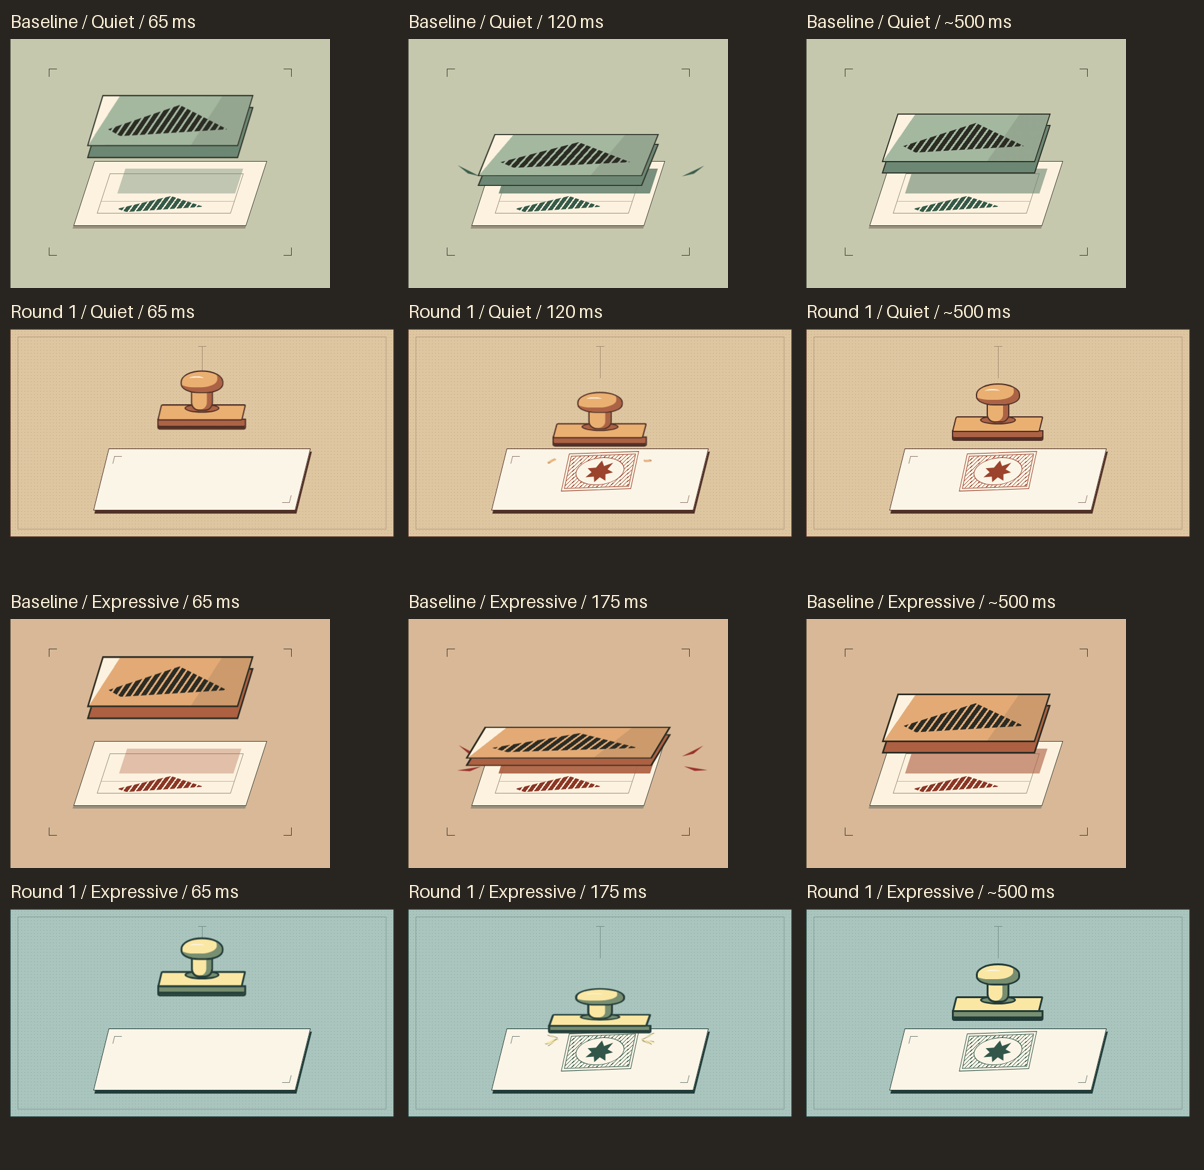 Baseline / Quiet / 65 ms
Baseline / Quiet / 120 ms
Baseline / Quiet / ~500 ms
Round 1 / Quiet / 65 ms
Round 1 / Quiet / 120 ms
Round 1 / Quiet / ~500 ms
Baseline / Expressive / 65 ms
Baseline / Expressive / 175 ms
Baseline / Expressive / ~500 ms
Round 1 / Expressive / 65 ms
Round 1 / Expressive / 175 ms
Round 1 / Expressive / ~500 ms